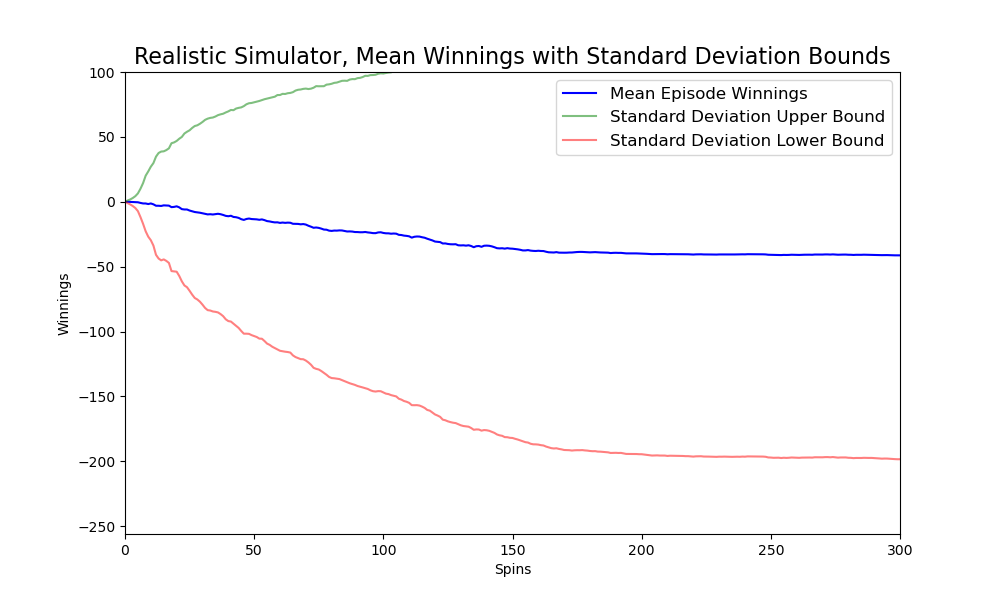 Realistic Simulator, Mean Winnings with Standard Deviation Bounds
Mean Episode Winnings
Standard Deviation Upper Bound
Standard Deviation Lower Bound
100
50
0
−50
−100
−150
−200
−250
Winnings
0 50 100 150 200 250 300
Spins